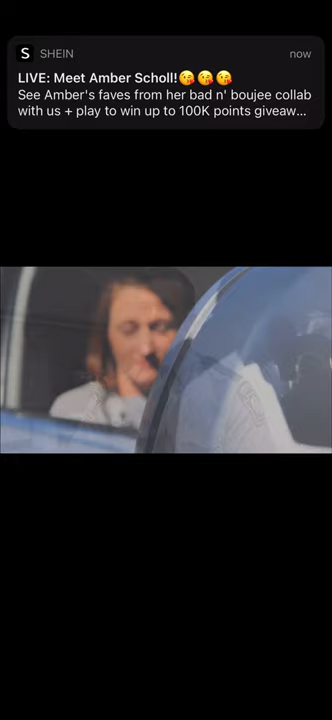 S SHEIN now
LIVE: Meet Amber Scholl!😘😘😘
See Amber's faves from her bad n' boujee collab
with us + play to win up to 100K points giveaw...